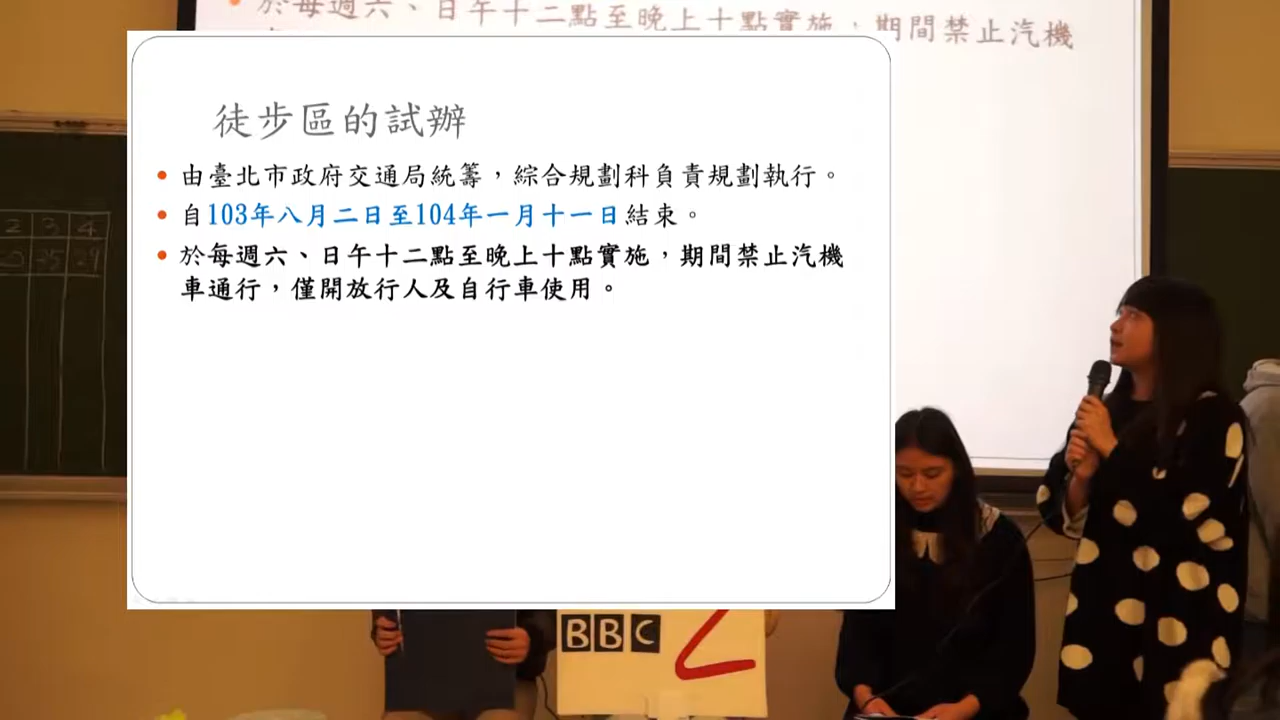 於每週六、日午十二點至晚上十點實施，期間禁止汽機
徒步區的試辦
由臺北市政府交通局統籌，綜合規劃科負責規劃執行。
自103年八月二日至104年一月十一日結束。
於每週六、日午十二點至晚上十點實施，期間禁止汽機
車通行，僅開放行人及自行車使用。
2 3 4
BBC
2